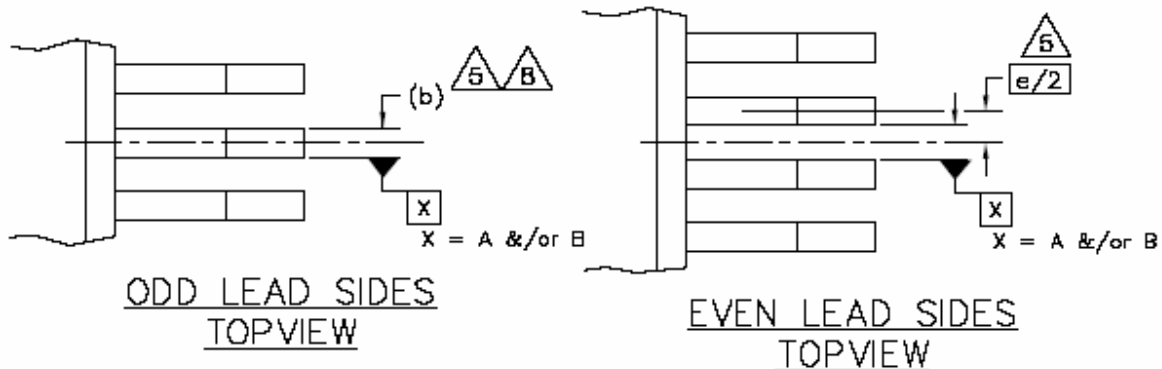 (b)
5
B
X
X = A &/or B
ODD LEAD SIDES
TOPVIEW
5
e/2
X
X = A &/or B
EVEN LEAD SIDES
TOPVIEW